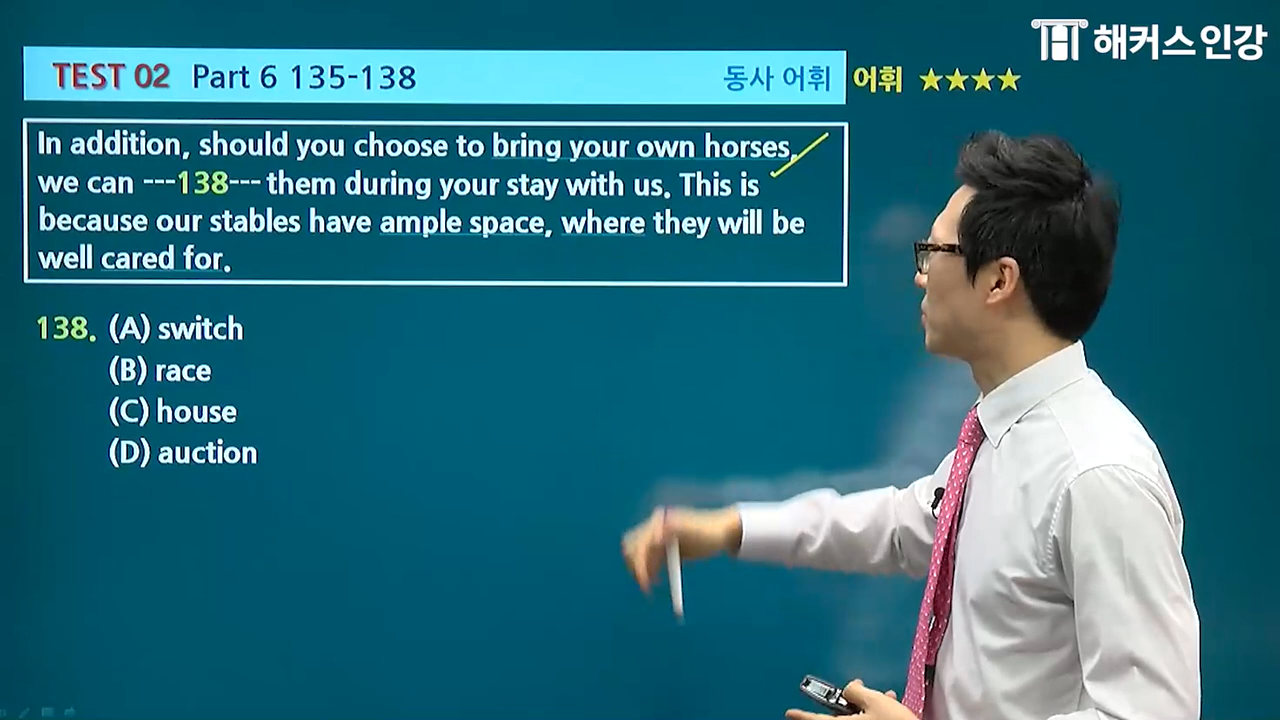 해커스인강
TEST 02 Part 6 135-138 동사 어휘 어휘 ★★★★
In addition, should you choose to bring your own horses,
we can ---138--- them during your stay with us. This is
because our stables have ample space, where they will be
well cared for.
138. (A) switch
(B) race
(C) house
(D) auction